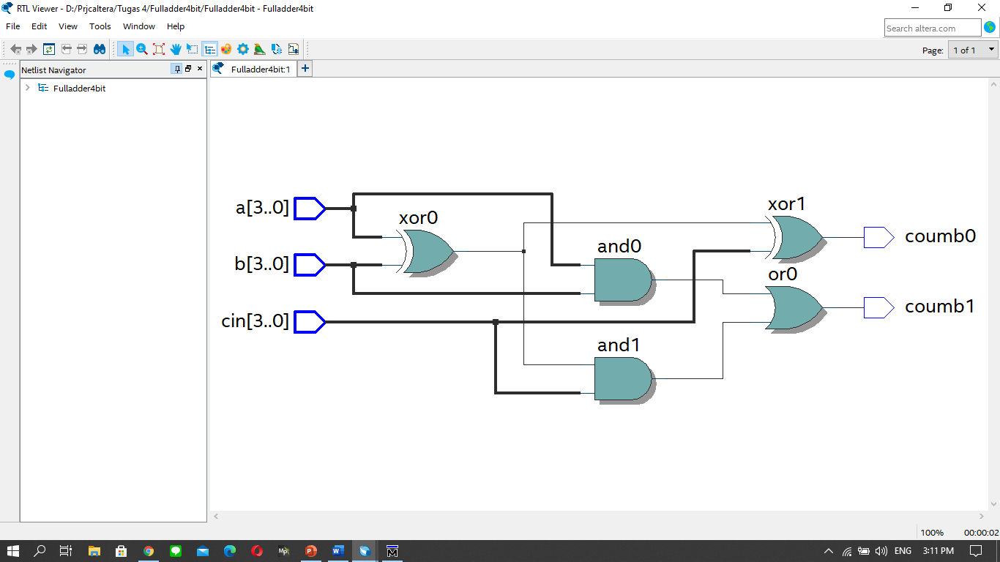 RTL Viewer - D:/Prjcaltera/Tugas 4/Fulladder4bit/Fulladder4bit - Fulladder4bit
File Edit View Tools Window Help
Search altera.com
Page: 1 of 1
Netlist Navigator
Fulladder4bit:1
Fulladder4bit
xor1
a[3..0]
xor0
coumb0
and0
b[3..0]
or0
coumb1
cin[3..0]
and1
100% 00:00:02
Mp
P
W
M
ENG 3:11 PM